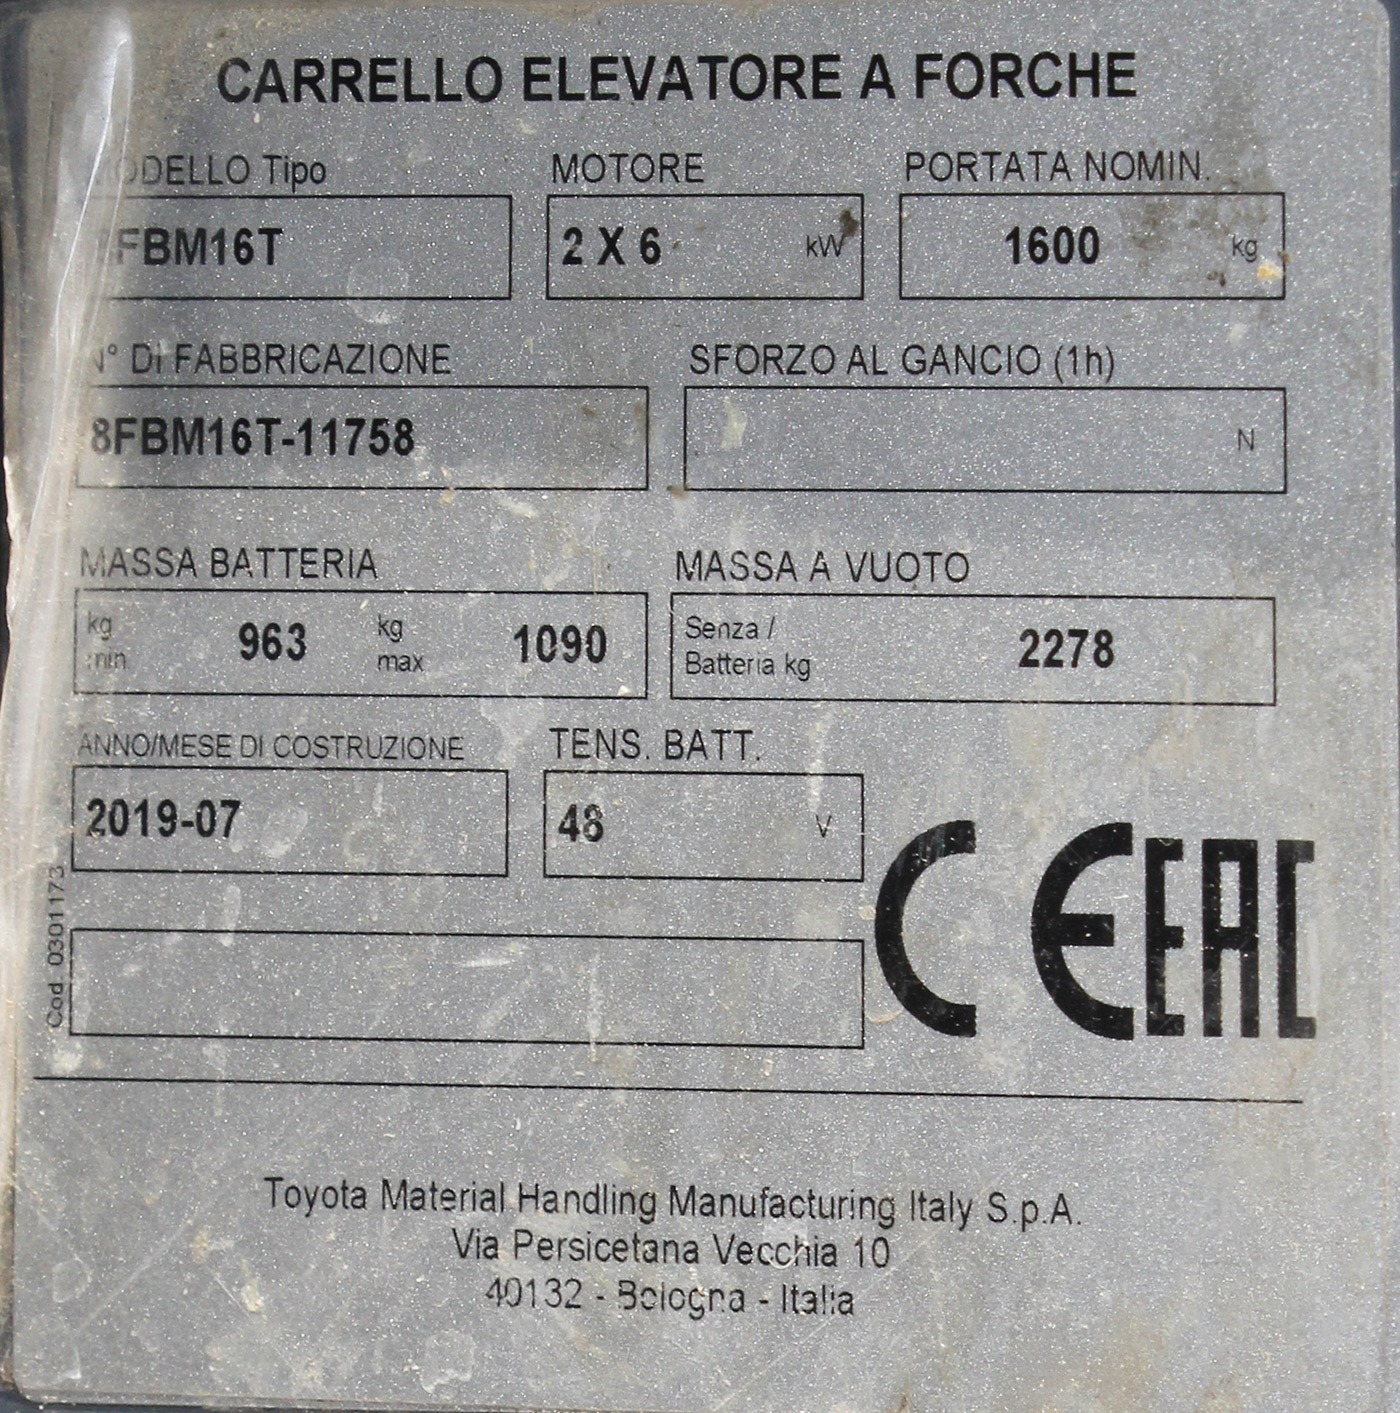 CARRELLO ELEVATORE A FORCHE
MODELLO Tipo MOTORE PORTATA NOMIN.
FBM16T 2 X 6 kW 1600 kg
N° DI FABBRICAZIONE SFORZO AL GANCIO (1h)
8FBM16T-11758 N
MASSA BATTERIA MASSA A VUOTO
kg min 963 kg max 1090 Senza / Batteria kg 2278
ANNO/MESE DI COSTRUZIONE TENS. BATT.
2019-07 48 V
CE EAC
Cod. 0301173
Toyota Material Handling Manufacturing Italy S.p.A.
Via Persicetana Vecchia 10
40132 - Bologna - Italia